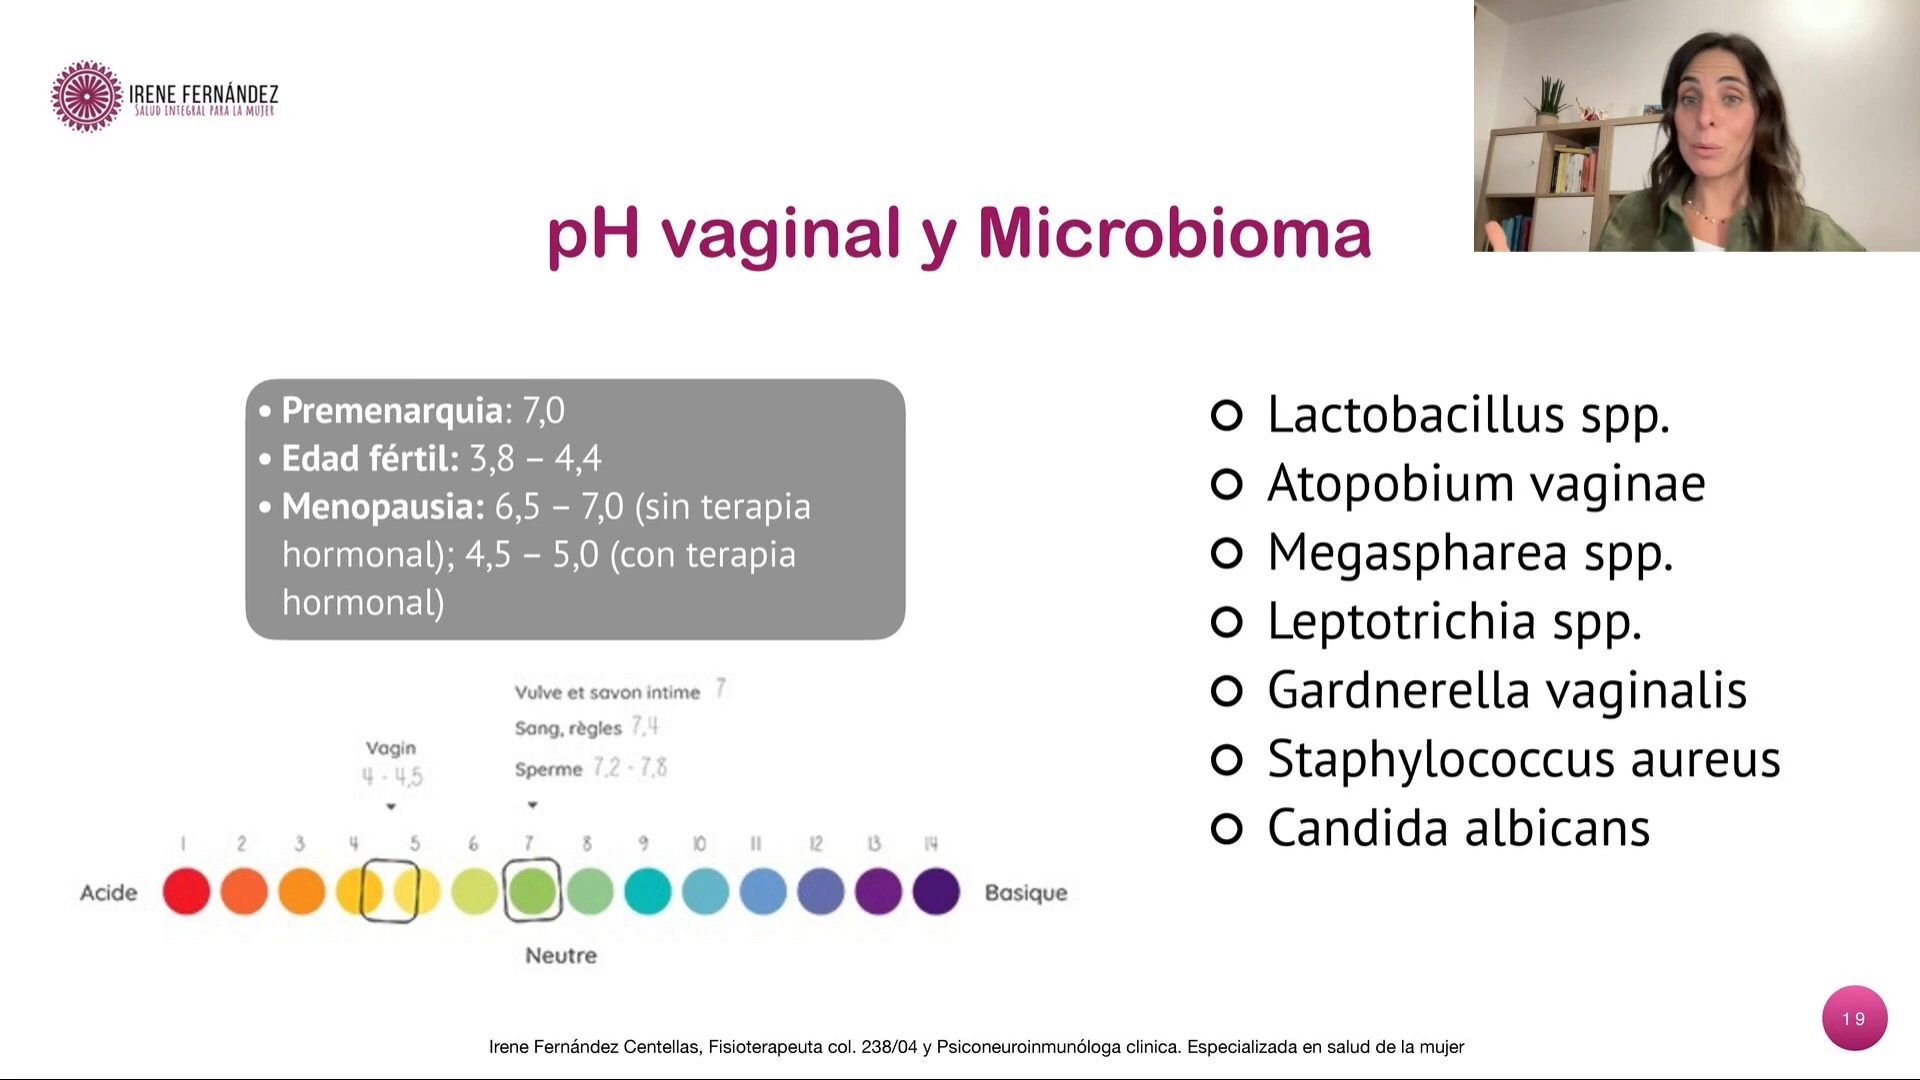 IRENE FERNÁNDEZ
SALUD INTEGRAL PARA LA MUJER
pH vaginal y Microbioma
• Premenarquia: 7,0
• Edad fértil: 3,8 – 4,4
• Menopausia: 6,5 – 7,0 (sin terapia
hormonal); 4,5 – 5,0 (con terapia
hormonal)
Lactobacillus spp.
Atopobium vaginae
Megaspharea spp.
Leptotrichia spp.
Gardnerella vaginalis
Staphylococcus aureus
Candida albicans
Vulve et savon intime 7
Sang, règles 7,4
Sperme 7,2 - 7,8
Vagin
4 - 4,5
1 2 3 4 5 6 7 8 9 10 11 12 13 14
Acide
Basique
Neutre
19
Irene Fernández Centellas, Fisioterapeuta col. 238/04 y Psiconeuroinmunóloga clinica. Especializada en salud de la mujer